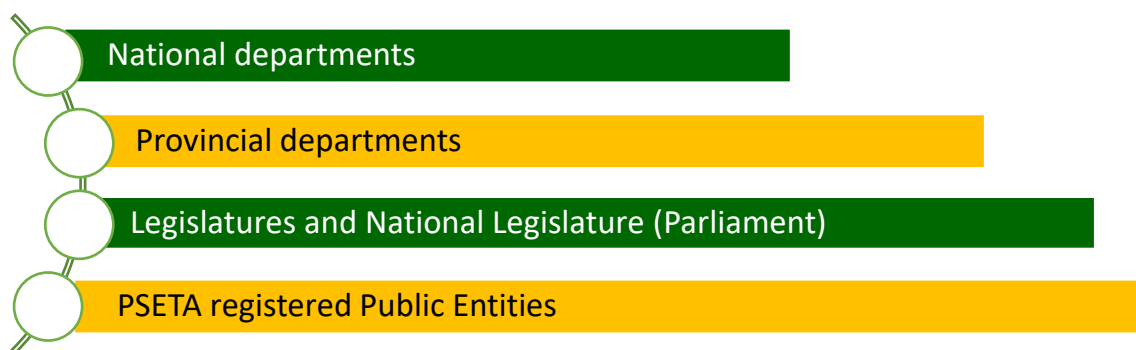 National departments
Provincial departments
Legislatures and National Legislature (Parliament)
PSETA registered Public Entities